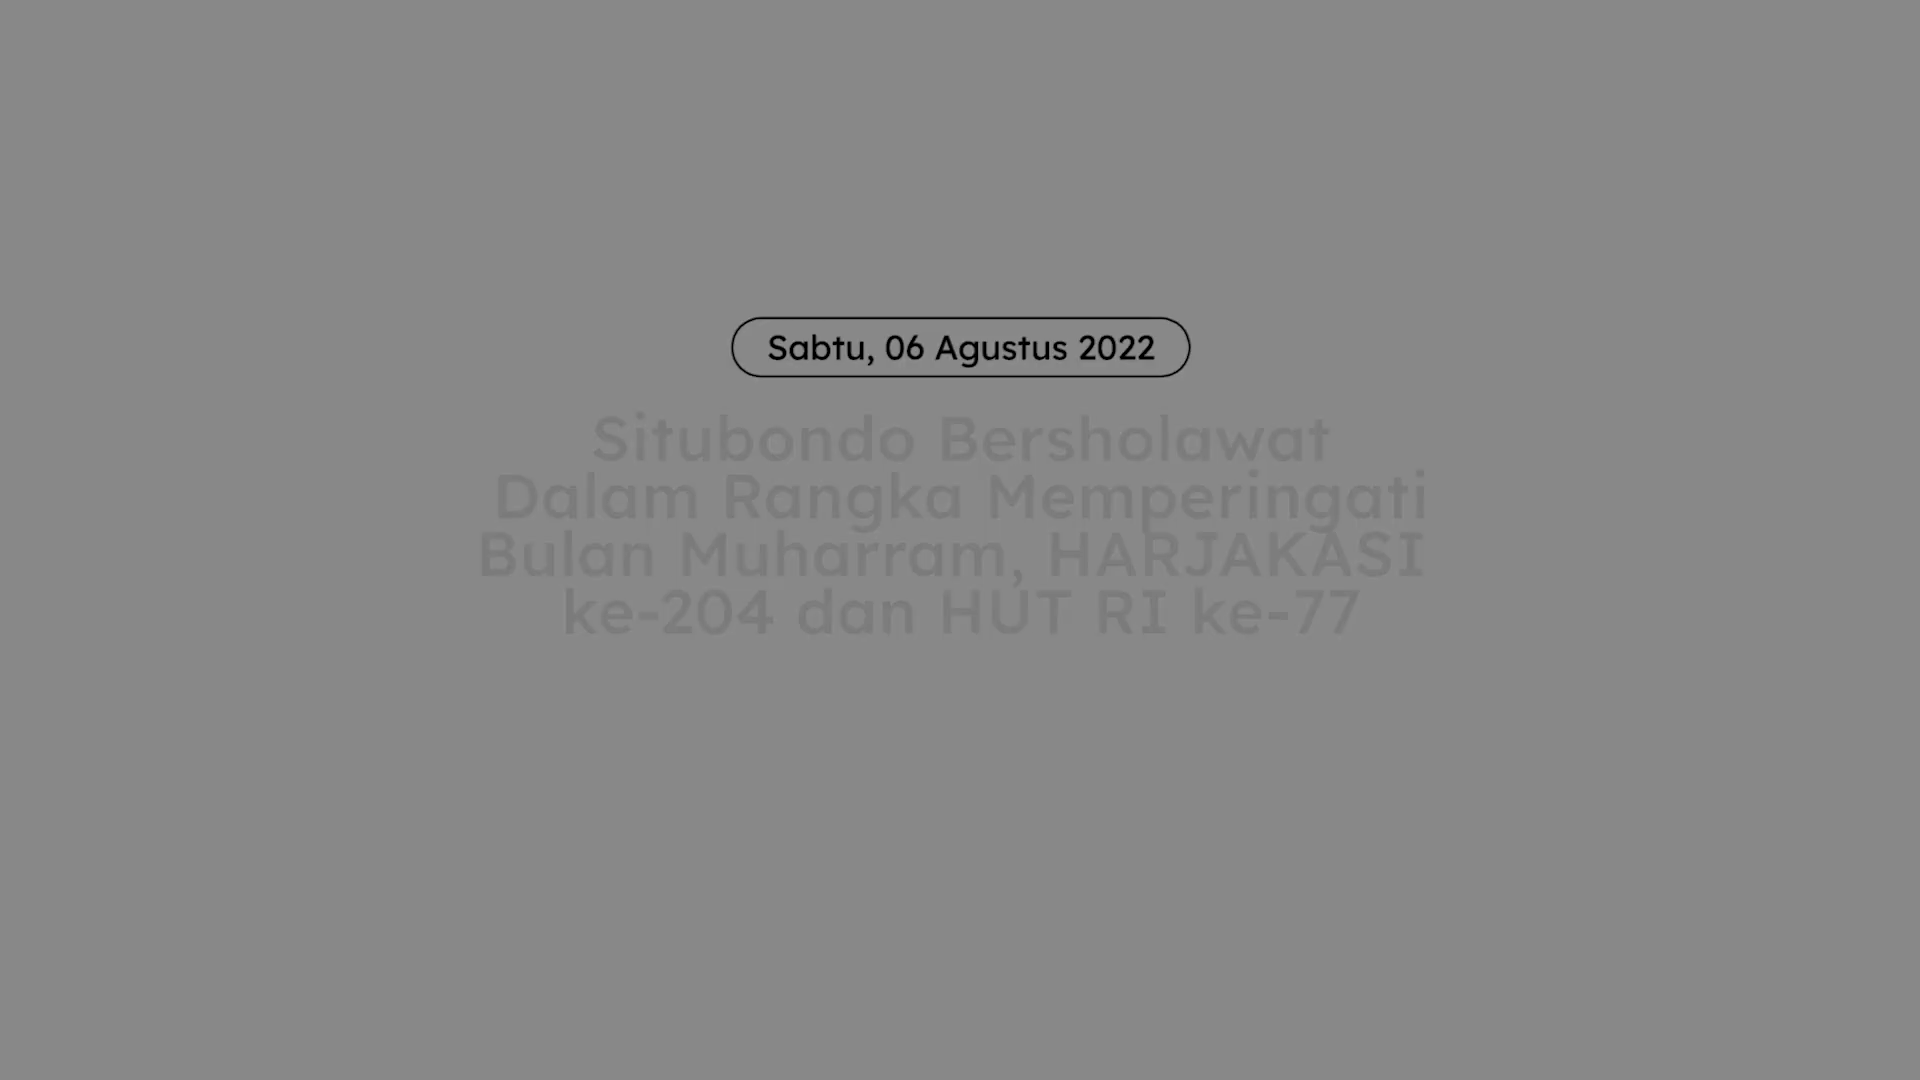 Sabtu, 06 Agustus 2022
Situbondo Bersholawat
Dalam Rangka Memperingati
Bulan Muharram, HARJAKASI
ke-204 dan HUT RI ke-77